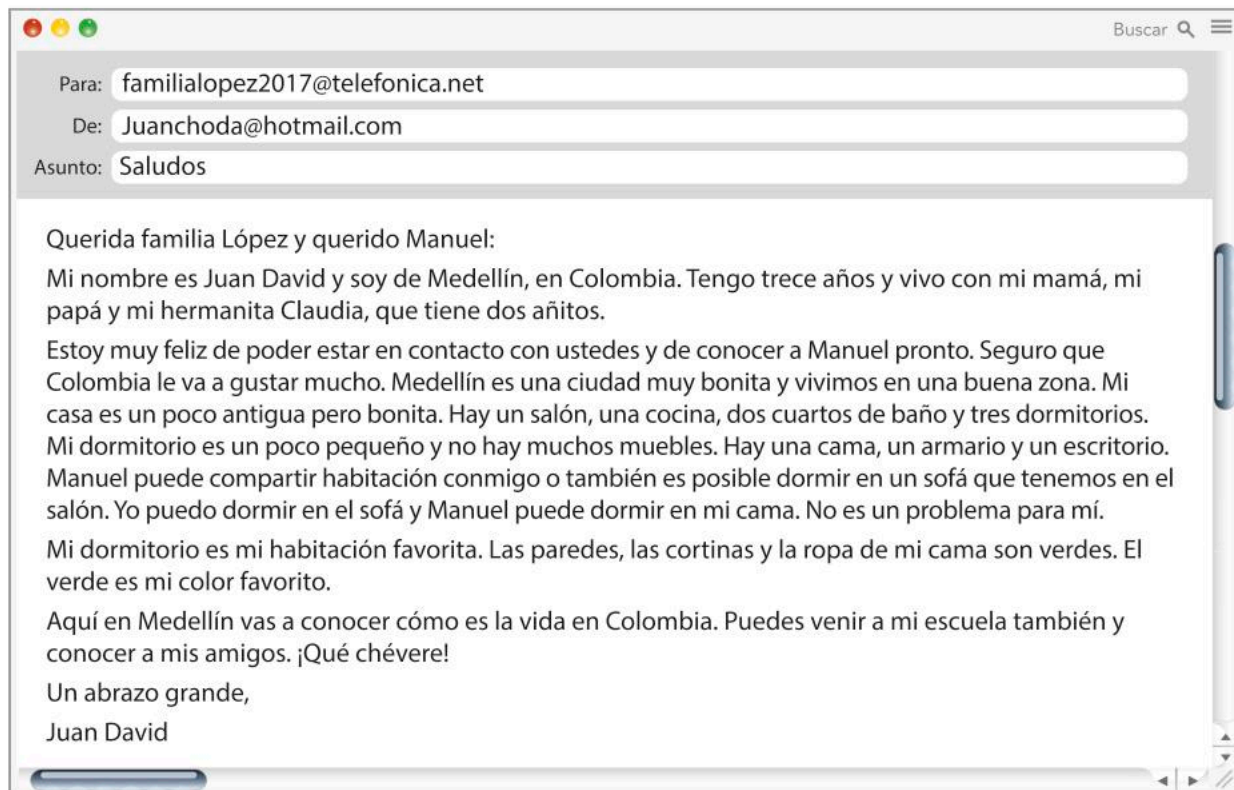 Buscar
Para: familialopez2017@telefonica.net
De: Juanchoda@hotmail.com
Asunto: Saludos
Querida familia López y querido Manuel:
Mi nombre es Juan David y soy de Medellín, en Colombia. Tengo trece años y vivo con mi mamá, mi
papá y mi hermanita Claudia, que tiene dos añitos.
Estoy muy feliz de poder estar en contacto con ustedes y de conocer a Manuel pronto. Seguro que
Colombia le va a gustar mucho. Medellín es una ciudad muy bonita y vivimos en una buena zona. Mi
casa es un poco antigua pero bonita. Hay un salón, una cocina, dos cuartos de baño y tres dormitorios.
Mi dormitorio es un poco pequeño y no hay muchos muebles. Hay una cama, un armario y un escritorio.
Manuel puede compartir habitación conmigo o también es posible dormir en un sofá que tenemos en el
salón. Yo puedo dormir en el sofá y Manuel puede dormir en mi cama. No es un problema para mí.
Mi dormitorio es mi habitación favorita. Las paredes, las cortinas y la ropa de mi cama son verdes. El
verde es mi color favorito.
Aquí en Medellín vas a conocer cómo es la vida en Colombia. Puedes venir a mi escuela también y
conocer a mis amigos. ¡Qué chévere!
Un abrazo grande,
Juan David